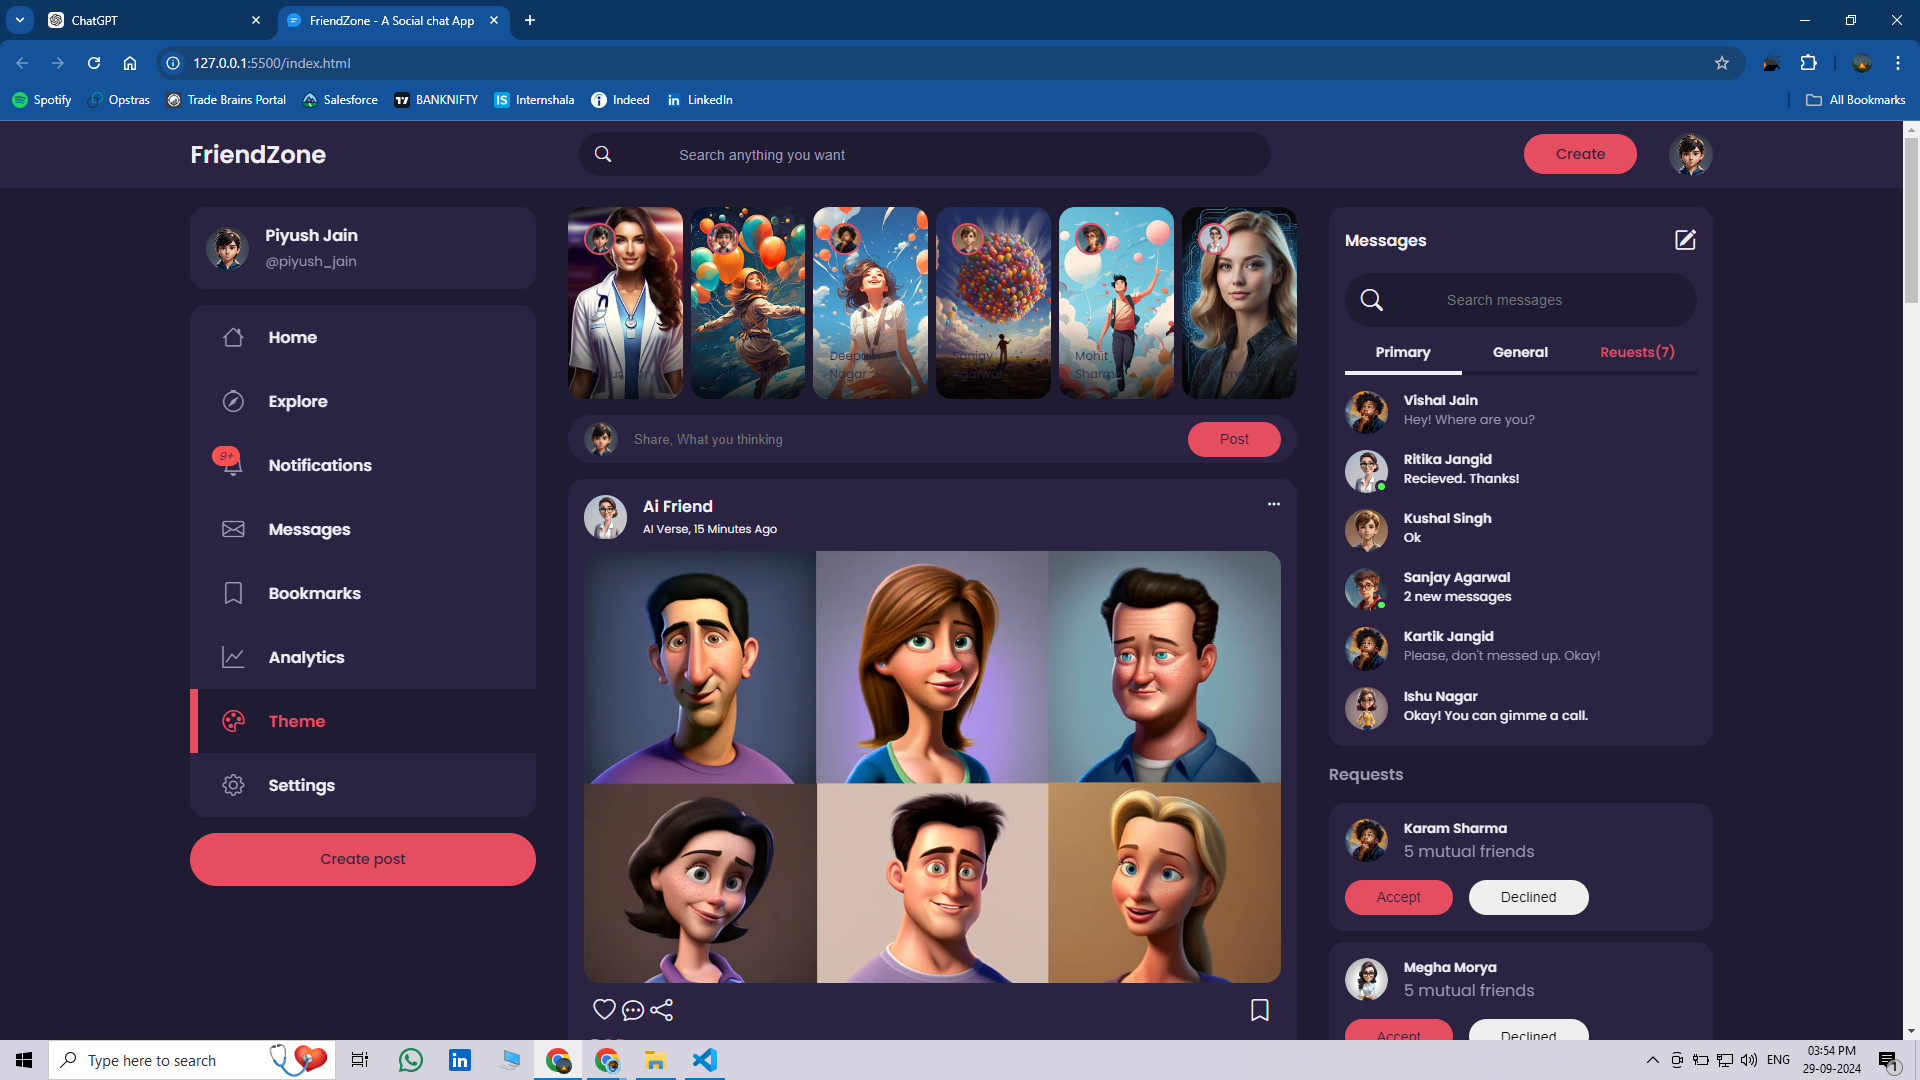 ChatGPT
FriendZone - A Social chat App
127.0.0.1:5500/index.html
Spotify
Opstras
Trade Brains Portal
Salesforce
BANKNIFTY
Internshala
Indeed
LinkedIn
All Bookmarks
FriendZone
Search anything you want
Create
Piyush Jain
@piyush_jain
Home
Explore
9+
Notifications
Messages
Bookmarks
Analytics
Theme
Settings
Create post
Nagar
Sanjay
Agarwal
Mohit
Share, What you thinking
Post
Ai Friend
AI Verse, 15 Minutes Ago
Messages
Search messages
Primary
General
Reuests(7)
Vishal Jain
Hey! Where are you?
Ritika Jangid
Recieved. Thanks!
Kushal Singh
Ok
Sanjay Agarwal
2 new messages
Kartik Jangid
Please, don't messed up. Okay!
Ishu Nagar
Okay! You can gimme a call.
Requests
Karam Sharma
5 mutual friends
Accept
Declined
Megha Morya
5 mutual friends
Accept
Declined
Type here to search
ENG
03:54 PM
29-09-2024
1